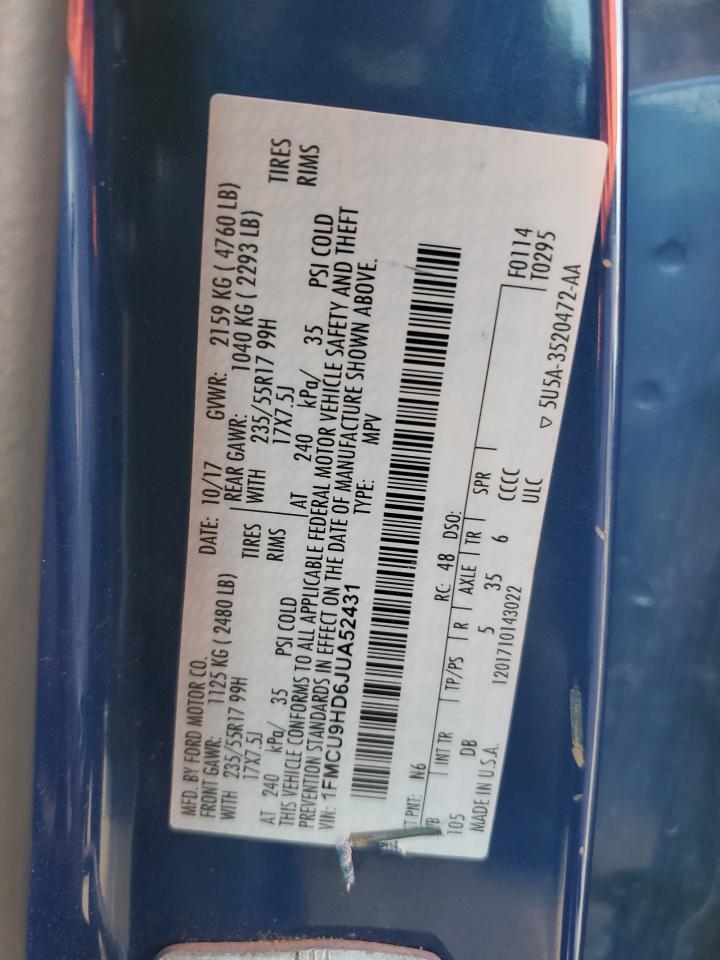 MFD. BY FORD MOTOR CO.
DATE: 10/17 GVWR: 2159 KG ( 4760 LB)
FRONT GAWR: 1125 KG ( 2480 LB) REAR GAWR: 1040 KG ( 2293 LB)
WITH 235/55R17 99H TIRES WITH 235/55R17 99H TIRES
17X7.5J RIMS 17X7.5J RIMS
AT 240 kPa/ 35 PSI COLD AT 240 kPa/ 35 PSI COLD
THIS VEHICLE CONFORMS TO ALL APPLICABLE FEDERAL MOTOR VEHICLE SAFETY AND THEFT
PREVENTION STANDARDS IN EFFECT ON THE DATE OF MANUFACTURE SHOWN ABOVE.
VIN: 1FMCU9HD6JUA52431 TYPE: MPV
T PNT: N6 RC: 48 DSO:
INT TR TP/PS R AXLE TR SPR F0114
105 DB 5 35 6 CCCC T0295
MADE IN U.S.A. 1201710143022 ULC
▽ 5U5A-3520472-AA